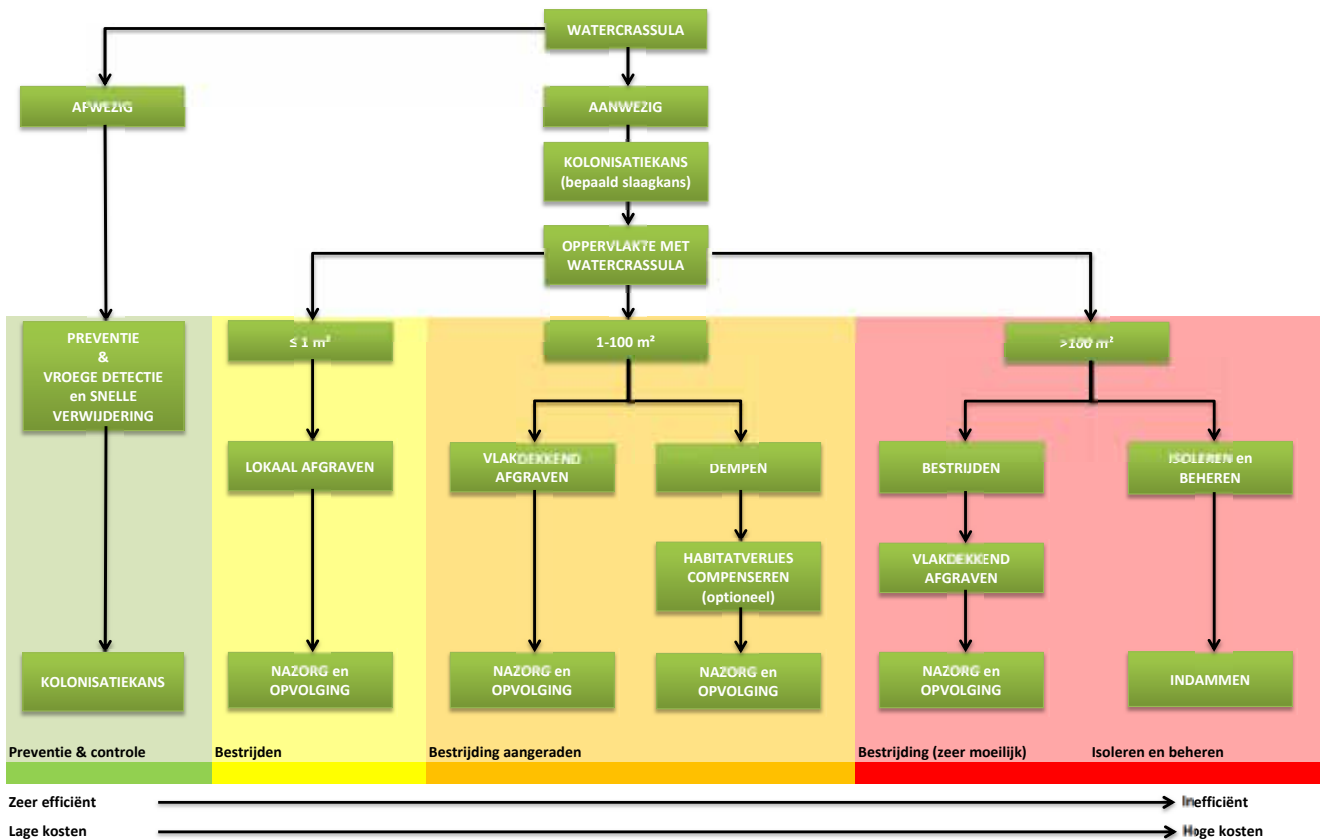 WATERCRASSULA
AFWEZIG
AANWEZIG
KOLONISATIEKANS
(bepaald slaagkans)
OPPERVLAKTE MET
WATERCRASSULA
PREVENTIE
&
VROEGE DETECTIE
en SNELLE
VERWIJDERING
≤ 1 m²
1-100 m²
>100 m²
LOKAAL AFGRAVEN
VLAKDEKKEND
AFGRAVEN
DEMPEN
BESTRIJDEN
ISOLEREN en
BEHEREN
HABITATVERLIES
COMPENSEREN
(optioneel)
VLAKDEKKEND
AFGRAVEN
KOLONISATIEKANS
NAZORG en
OPVOLGING
NAZORG en
OPVOLGING
NAZORG en
OPVOLGING
NAZORG en
OPVOLGING
INDAMMEN
Preventie & controle
Bestrijden
Bestrijding aangeraden
Bestrijding (zeer moeilijk)
Isoleren en beheren
Zeer efficiënt
Inefficiënt
Lage kosten
Hoge kosten